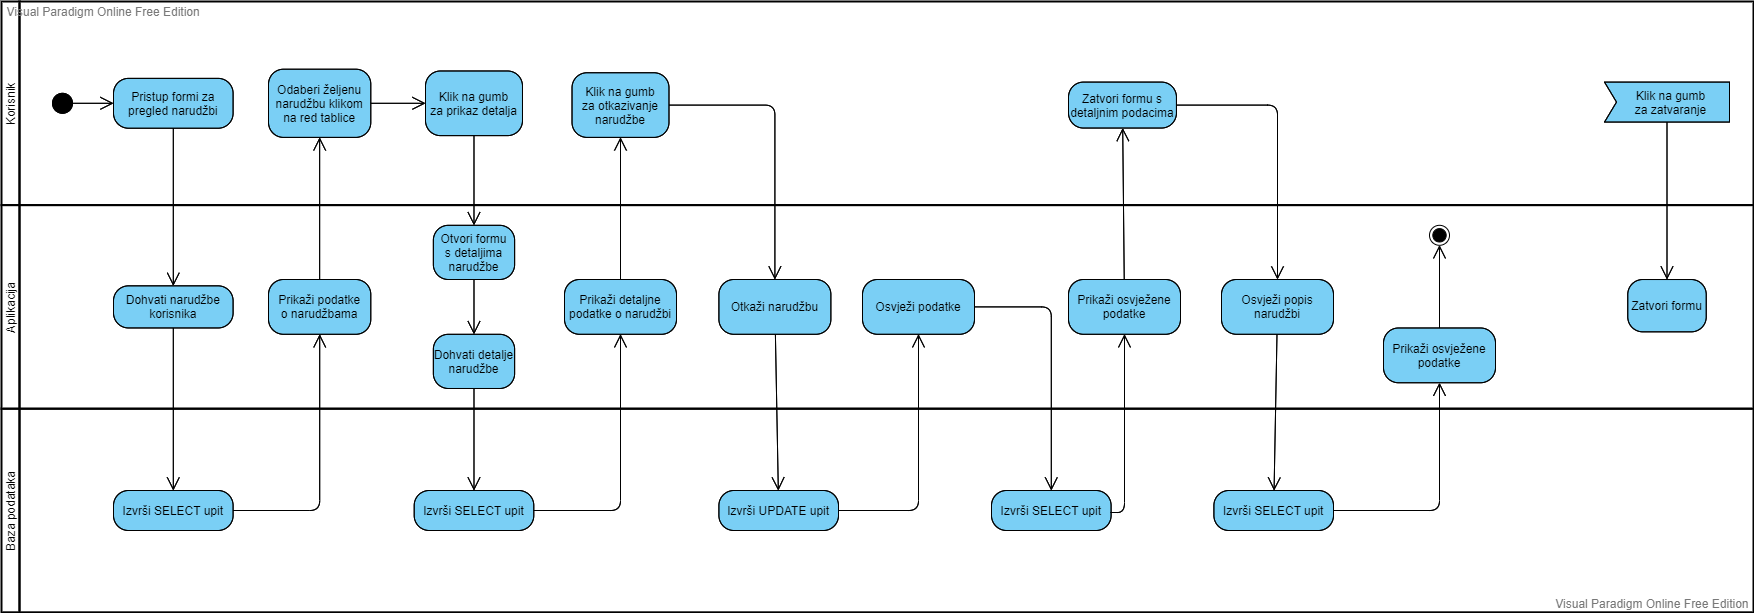 Visual Paradigm Online Free Edition
Korisnik
Pristup formi za
pregled narudžbi
Odaberi željenu
narudžbu klikom
na red tablice
Klik na gumb
za prikaz detalja
Klik na gumb
za otkazivanje
narudžbe
Zatvori formu s
detaljnim podacima
Klik na gumb
za zatvaranje
Aplikacija
Dohvati narudžbe
korisnika
Prikaži podatke
o narudžbama
Otvori formu
s detaljima
narudžbe
Dohvati detalje
narudžbe
Prikaži detaljne
podatke o narudžbi
Otkaži narudžbu
Osvježi podatke
Prikaži osvježene
podatke
Osvježi popis
narudžbi
Prikaži osvježene
podatke
Zatvori formu
Baza podataka
Izvrši SELECT upit
Izvrši SELECT upit
Izvrši UPDATE upit
Izvrši SELECT upit
Izvrši SELECT upit
Visual Paradigm Online Free Edition